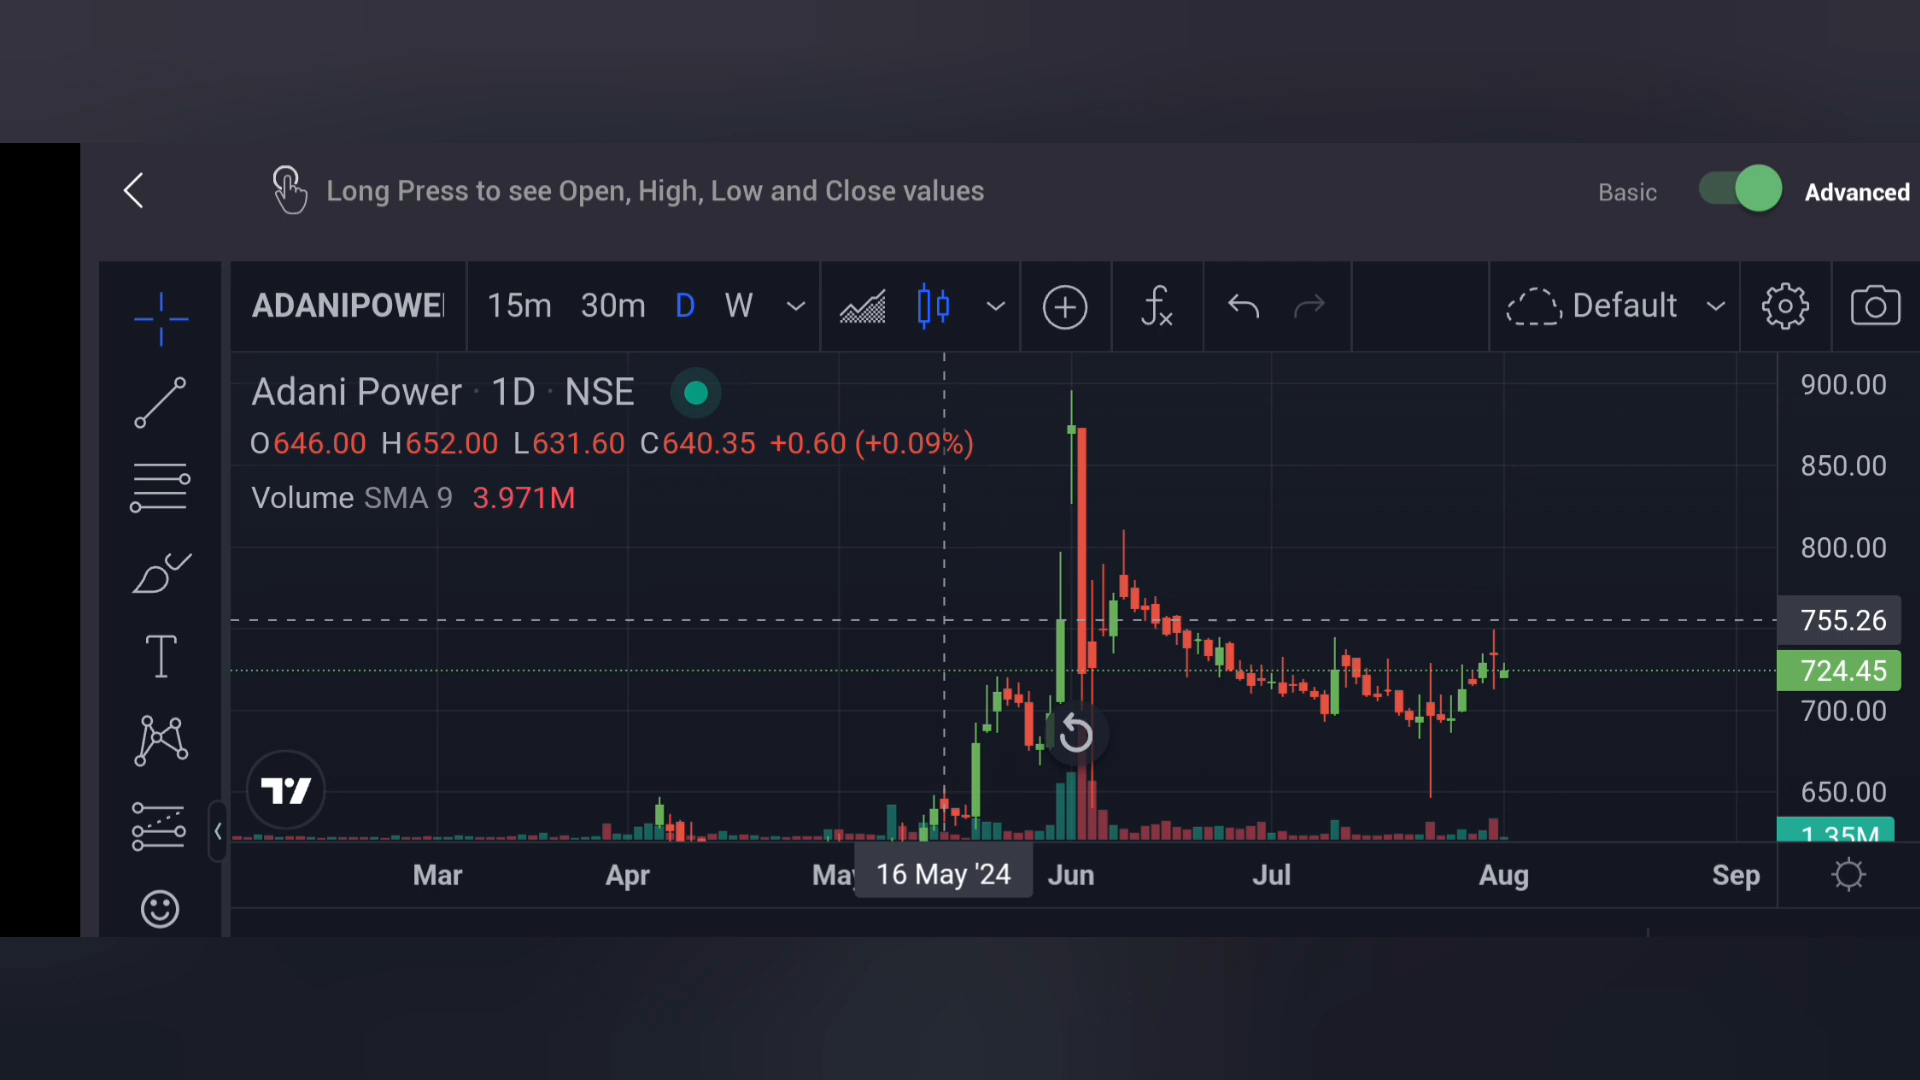 Long Press to see Open, High, Low and Close values
Basic Advanced
ADANIPOWE 15m 30m D W Default
Adani Power · 1D · NSE
O646.00 H652.00 L631.60 C640.35 +0.60 (+0.09%)
Volume SMA 9 3.971M
900.00
850.00
800.00
755.26
724.45
700.00
650.00
1.35M
Mar Apr May 16 May '24 Jun Jul Aug Sep